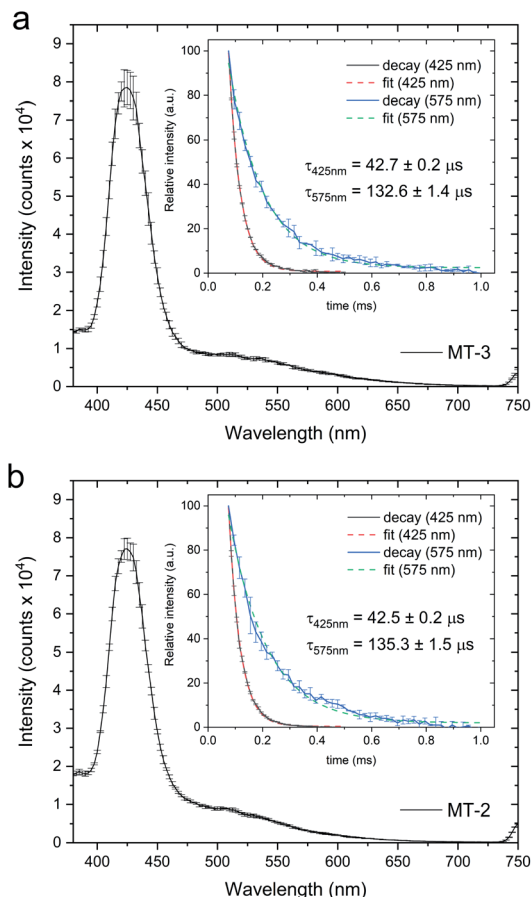 a
Intensity (counts x 10⁴)
9
8
7
6
5
4
3
2
1
0
400 450 500 550 600 650 700 750
Wavelength (nm)
MT-3
Relative intensity (a.u.)
100
80
60
40
20
0
0.0 0.2 0.4 0.6 0.8 1.0
time (ms)
decay (425 nm)
fit (425 nm)
decay (575 nm)
fit (575 nm)
τ425nm = 42.7 ± 0.2 μs
τ575nm = 132.6 ± 1.4 μs
b
Intensity (counts x 10⁴)
9
8
7
6
5
4
3
2
1
0
400 450 500 550 600 650 700 750
Wavelength (nm)
MT-2
Relative intensity (a.u.)
100
80
60
40
20
0
0.0 0.2 0.4 0.6 0.8 1.0
time (ms)
decay (425 nm)
fit (425 nm)
decay (575 nm)
fit (575 nm)
τ425nm = 42.5 ± 0.2 μs
τ575nm = 135.3 ± 1.5 μs